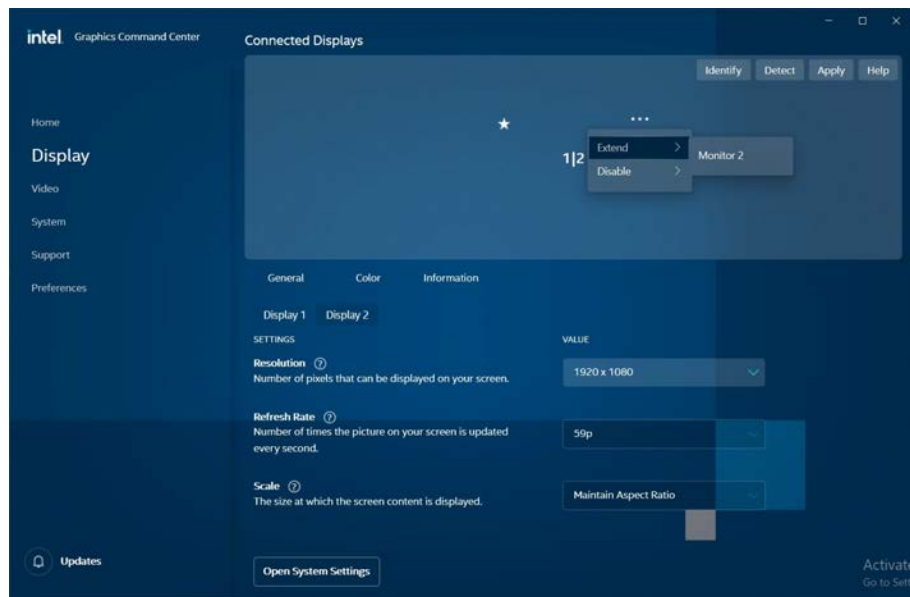 intel. Graphics Command Center
Connected Displays
Identify Detect Apply Help
Home
Display
Video
System
Support
Preferences
1|2
Extend
Disable
Monitor 2
General Color Information
Display 1 Display 2
SETTINGS VALUE
Resolution ?
Number of pixels that can be displayed on your screen.
1920 x 1080
Refresh Rate ?
Number of times the picture on your screen is updated
every second.
59p
Scale ?
The size at which the screen content is displayed.
Maintain Aspect Ratio
Updates
Open System Settings
Activate
Go to Sett